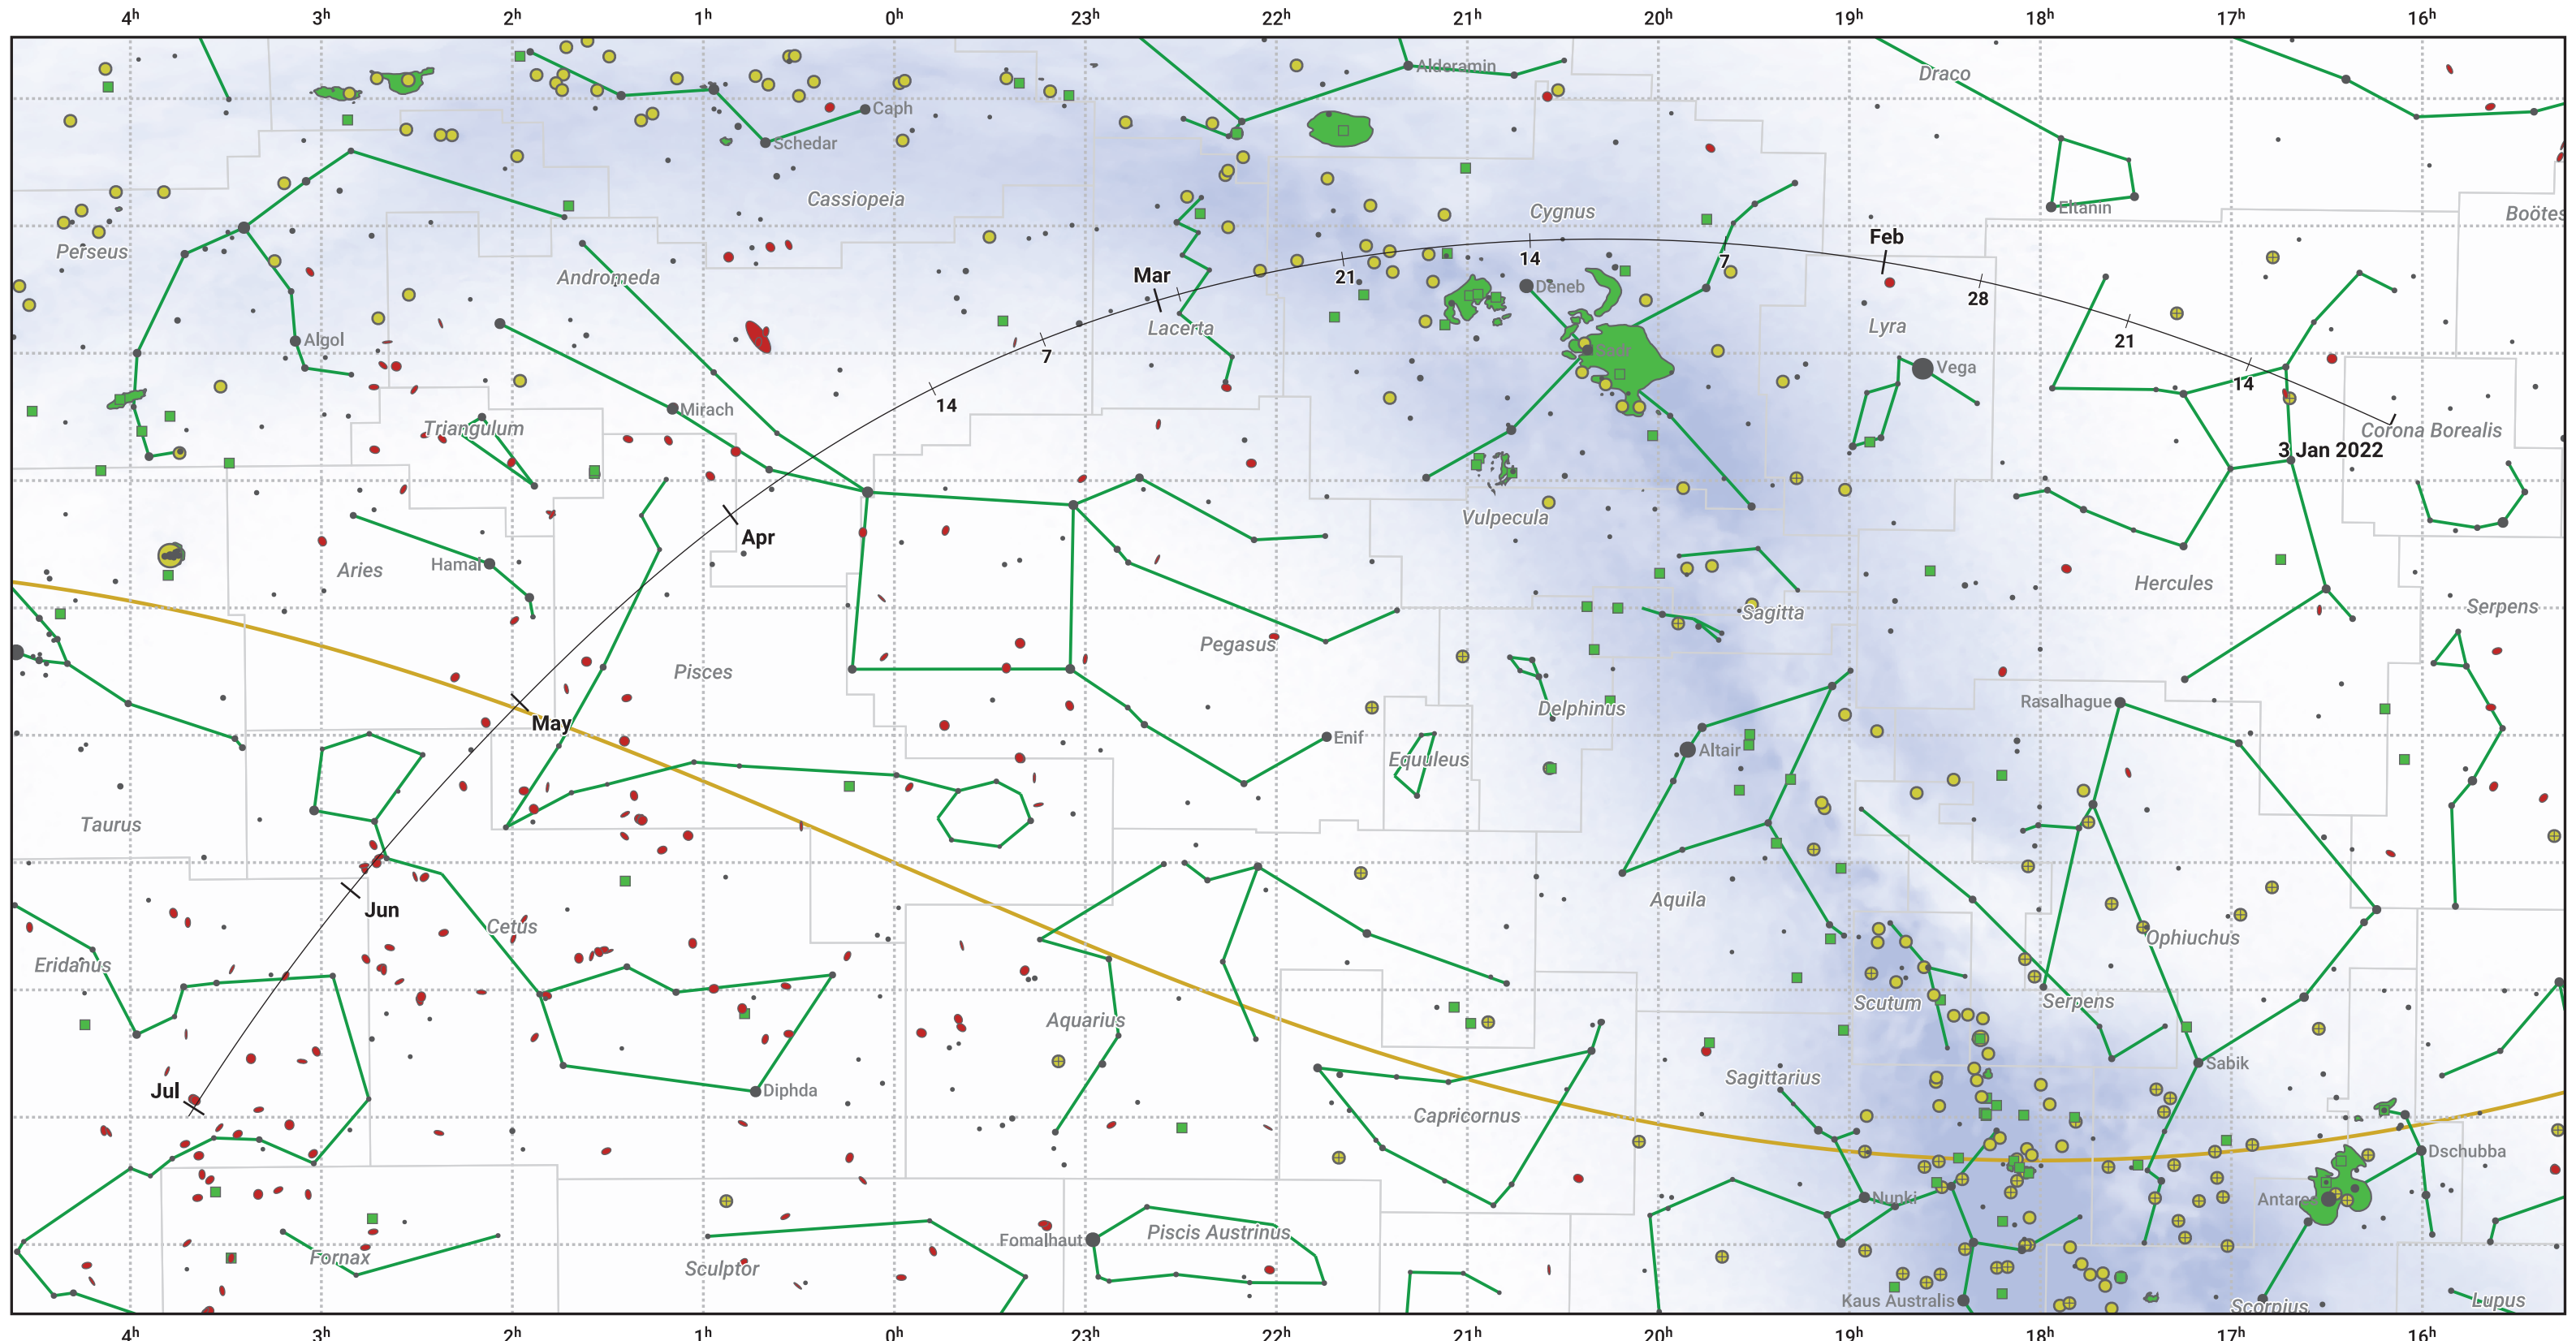 4h 3h 2h 1h 0h 23h 22h 21h 20h 19h 18h 17h 16h
Alderamin
Draco
Caph
Schedar
Cassiopeia
Cygnus
Eltanin
Boötes
Perseus
Feb
14
7
Andromeda
Mar
21
Deneb
28
Lacerta
Lyra
Algol
7
Sadr
21
Vega
14
14
Mirach
Triangulum
Corona Borealis
3 Jan 2022
Vulpecula
Apr
Hamal
Aries
Hercules
Sagitta
Serpens
Pegasus
Pisces
Rasalhague
Delphinus
May
Enif
Altair
Equuleus
Taurus
Aquila
Jun
Cetus
Ophiuchus
Eridanus
Scutum
Serpens
Aquarius
Sabik
Sagittarius
Jul
Diphda
Capricornus
Dschubba
Nunki
Antares
Piscis Austrinus
Fomalhaut
Fornax
Sculptor
Kaus Australis
Scorpius
Lupus
4h 3h 2h 1h 0h 23h 22h 21h 20h 19h 18h 17h 16h